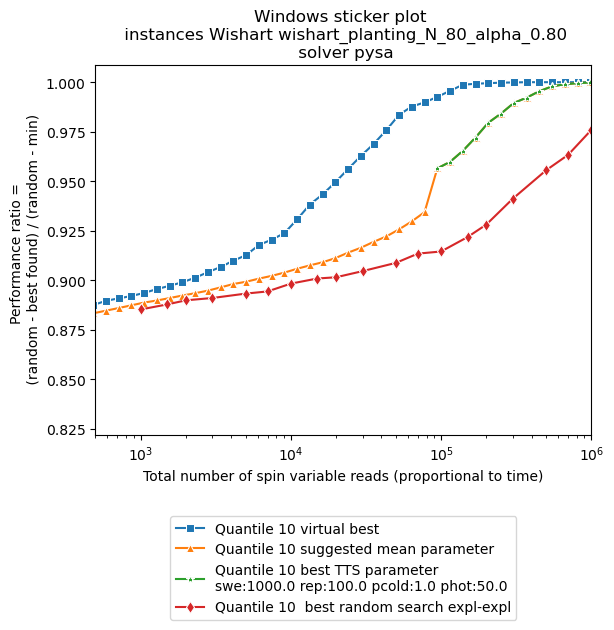 Windows sticker plot
instances Wishart wishart_planting_N_80_alpha_0.80
solver pysa
Performance ratio =
(random - best found) / (random - min)
1.000
0.975
0.950
0.925
0.900
0.875
0.850
0.825
10³
10⁴
10⁵
10⁶
Total number of spin variable reads (proportional to time)
Quantile 10 virtual best
Quantile 10 suggested mean parameter
Quantile 10 best TTS parameter
swe:1000.0 rep:100.0 pcold:1.0 phot:50.0
Quantile 10  best random search expl-expl